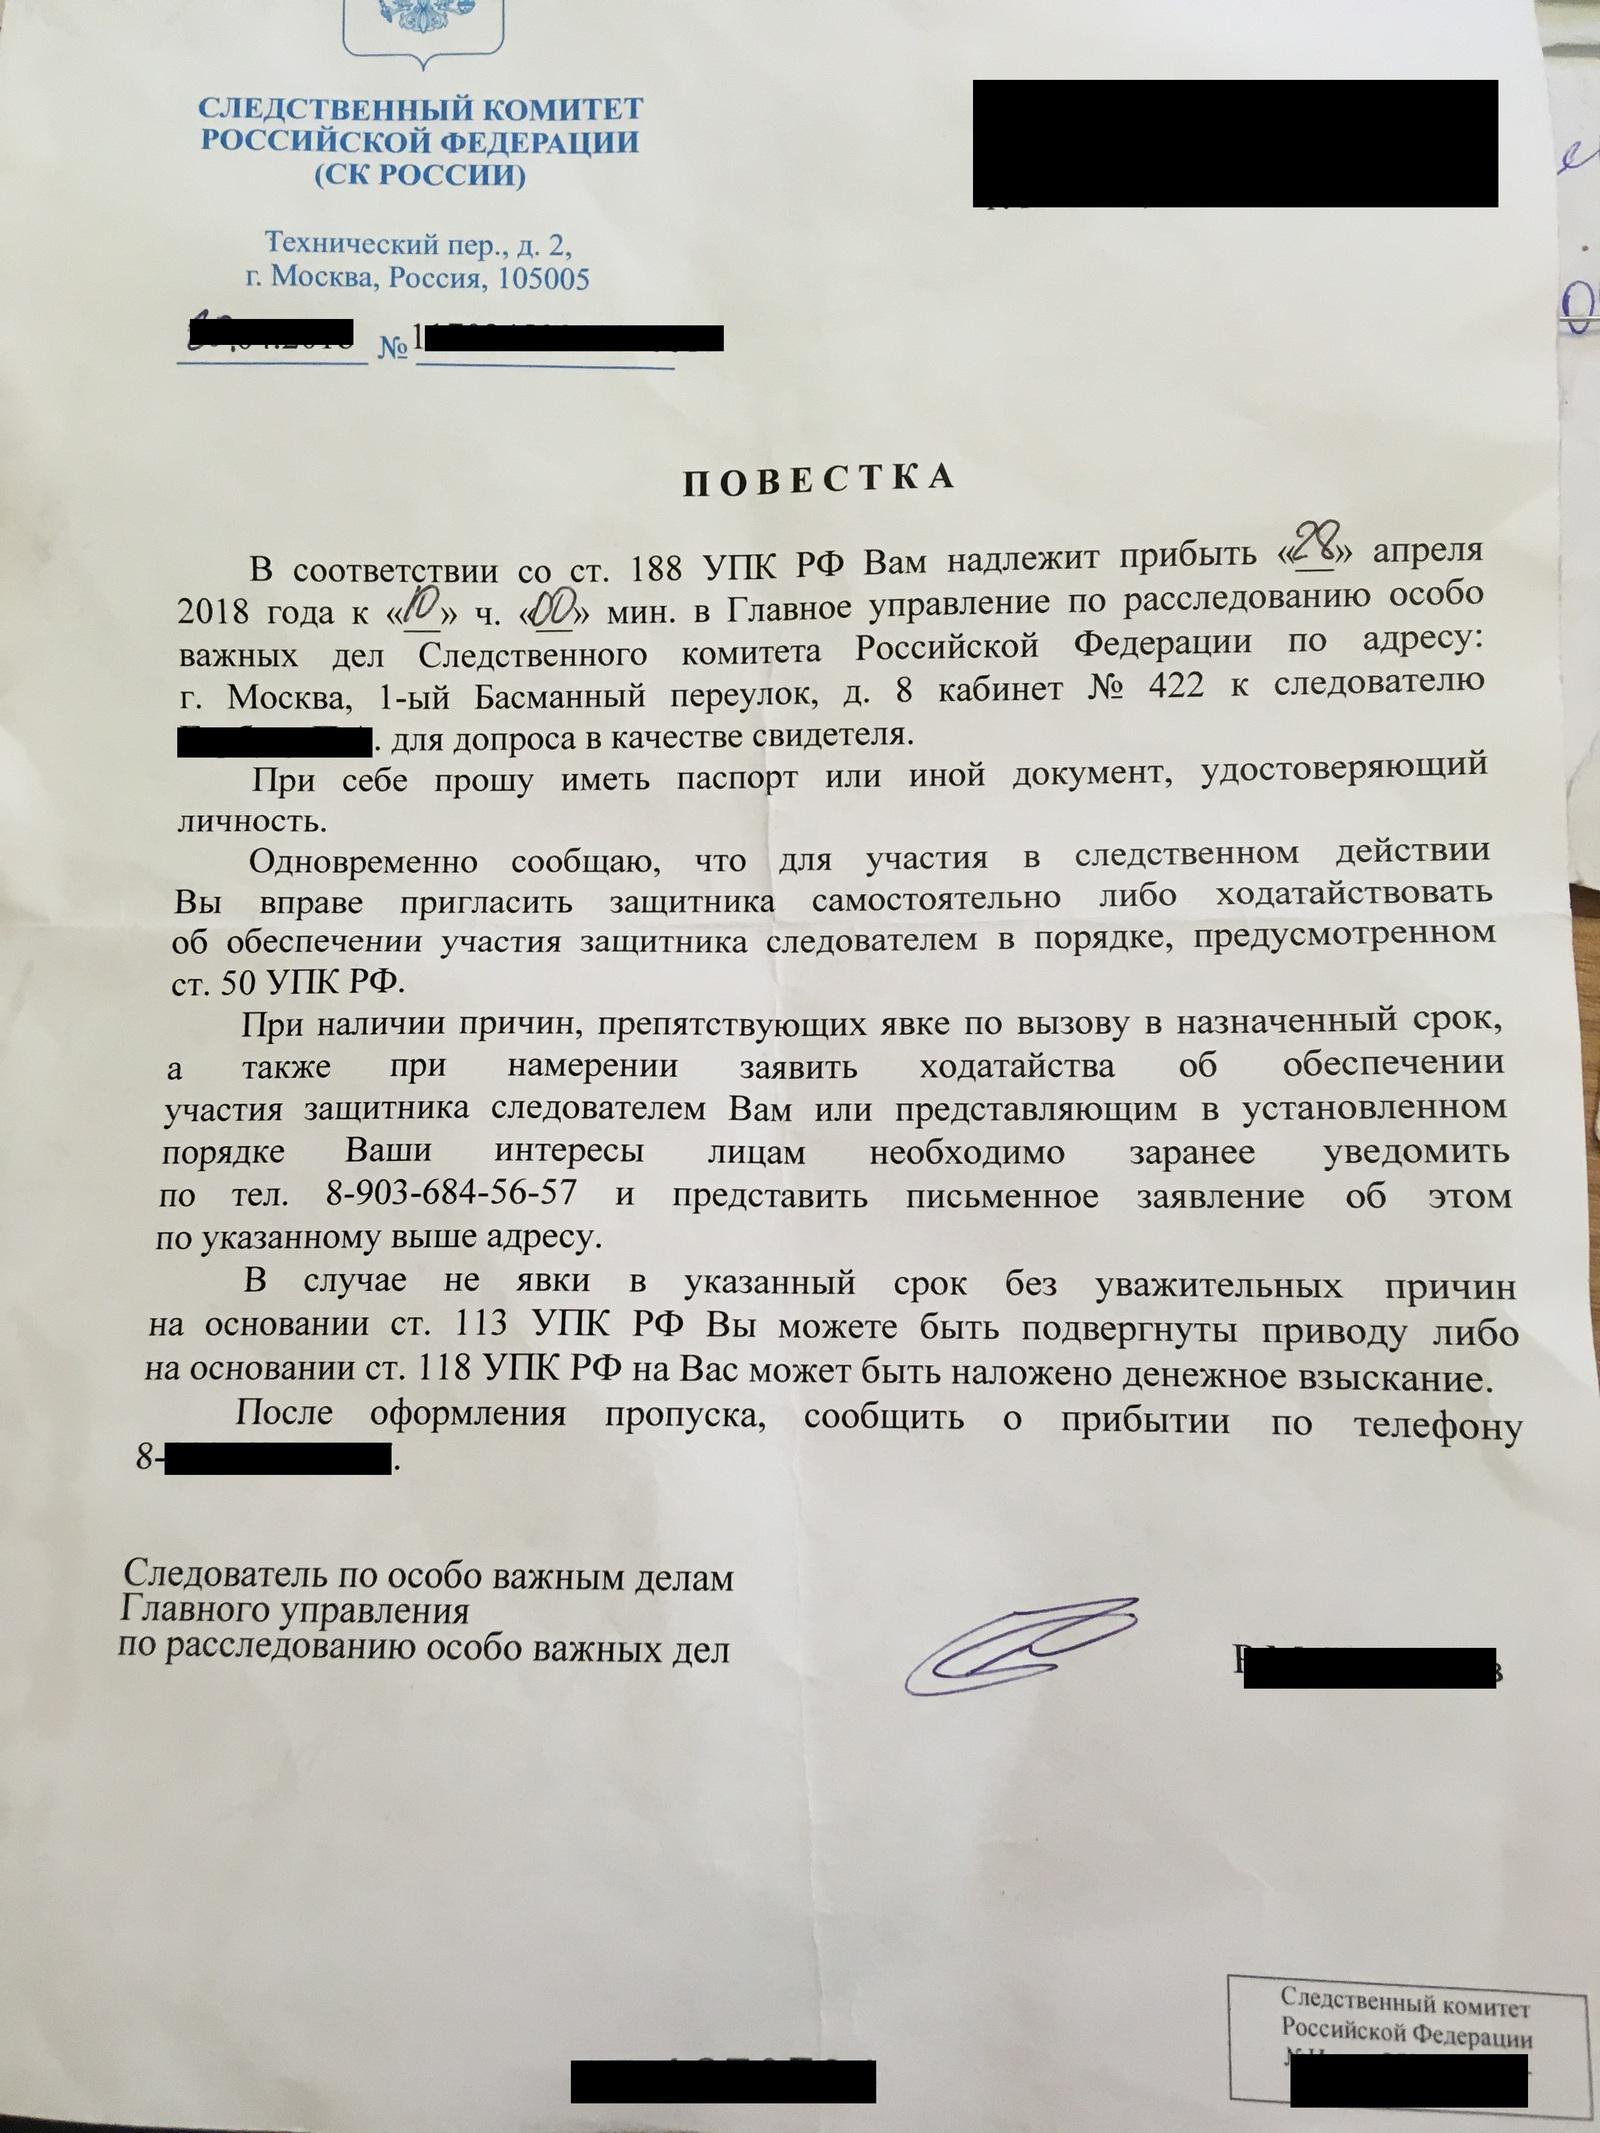 СЛЕДСТВЕННЫЙ КОМИТЕТ
РОССИЙСКОЙ ФЕДЕРАЦИИ
(СК РОССИИ)
Технический пер., д. 2,
г. Москва, Россия, 105005
№ 1
ПОВЕСТКА
В соответствии со ст. 188 УПК РФ Вам надлежит прибыть «28» апреля
2018 года к «10» ч. «00» мин. в Главное управление по расследованию особо
важных дел Следственного комитета Российской Федерации по адресу:
г. Москва, 1-ый Басманный переулок, д. 8 кабинет № 422 к следователю
. для допроса в качестве свидетеля.
При себе прошу иметь паспорт или иной документ, удостоверяющий
личность.
Одновременно сообщаю, что для участия в следственном действии
Вы вправе пригласить защитника самостоятельно либо ходатайствовать
об обеспечении участия защитника следователем в порядке, предусмотренном
ст. 50 УПК РФ.
При наличии причин, препятствующих явке по вызову в назначенный срок,
а также при намерении заявить ходатайства об обеспечении
участия защитника следователем Вам или представляющим в установленном
порядке Ваши интересы лицам необходимо заранее уведомить
по тел. 8-903-684-56-57 и представить письменное заявление об этом
по указанному выше адресу.
В случае не явки в указанный срок без уважительных причин
на основании ст. 113 УПК РФ Вы можете быть подвергнуты приводу либо
на основании ст. 118 УПК РФ на Вас может быть наложено денежное взыскание.
После оформления пропуска, сообщить о прибытии по телефону
8-.
Следователь по особо важным делам
Главного управления
по расследованию особо важных дел
Следственный комитет
Российской Федерации